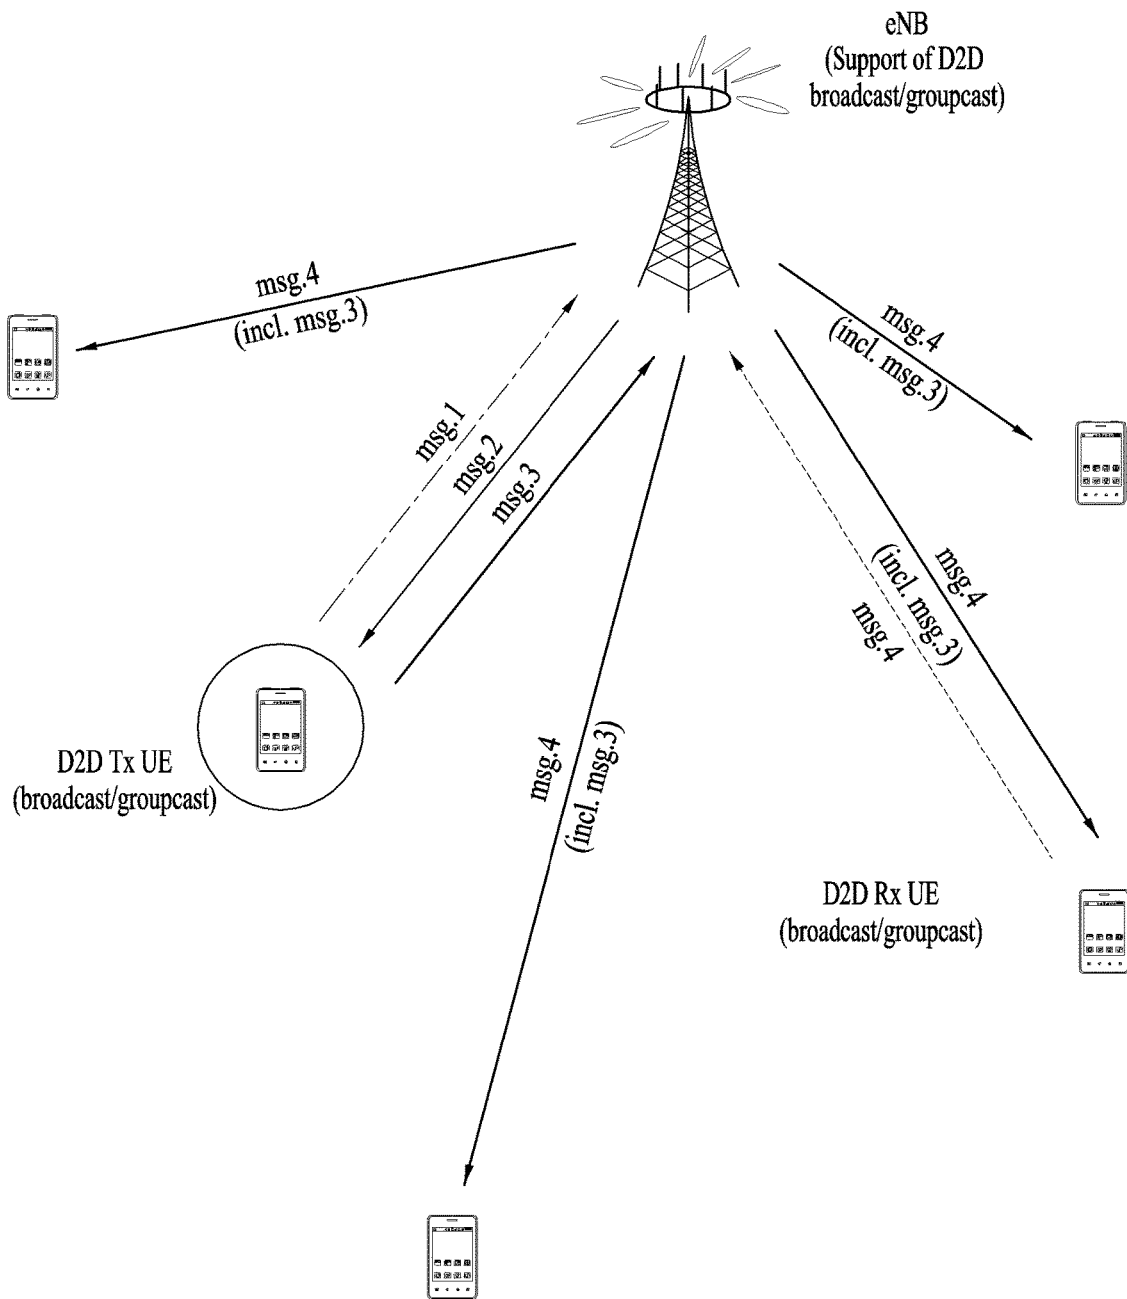 eNB
(Support of D2D
broadcast/groupcast)
msg.4
(incl. msg.3)
msg.4
(incl. msg.3)
msg.1
msg.2
msg.3
msg.4
(incl. msg.3)
msg.4
msg.4
(incl. msg.3)
D2D Tx UE
(broadcast/groupcast)
D2D Rx UE
(broadcast/groupcast)